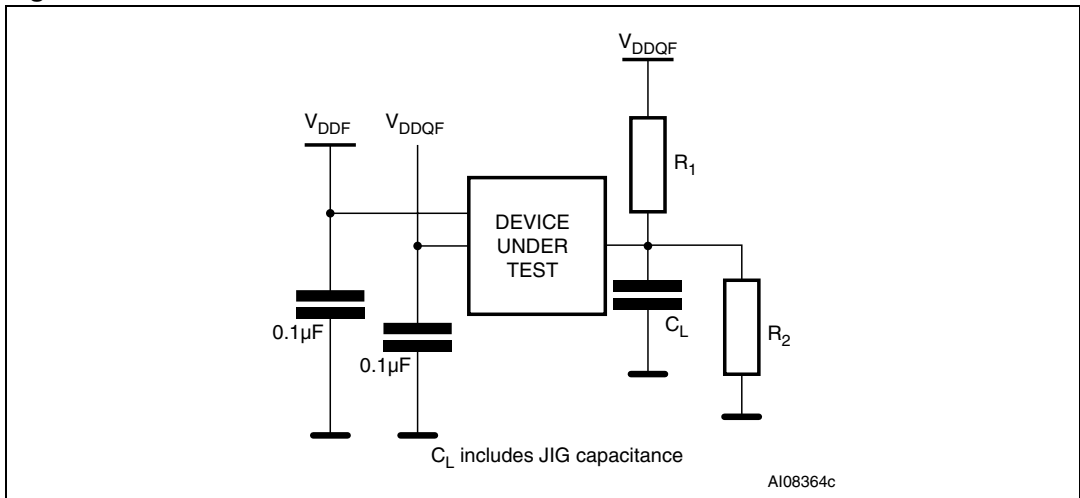 VDDQF
VDDF
VDDQF
R1
DEVICE
UNDER
TEST
0.1µF
0.1µF
CL
R2
CL includes JIG capacitance
AI08364c